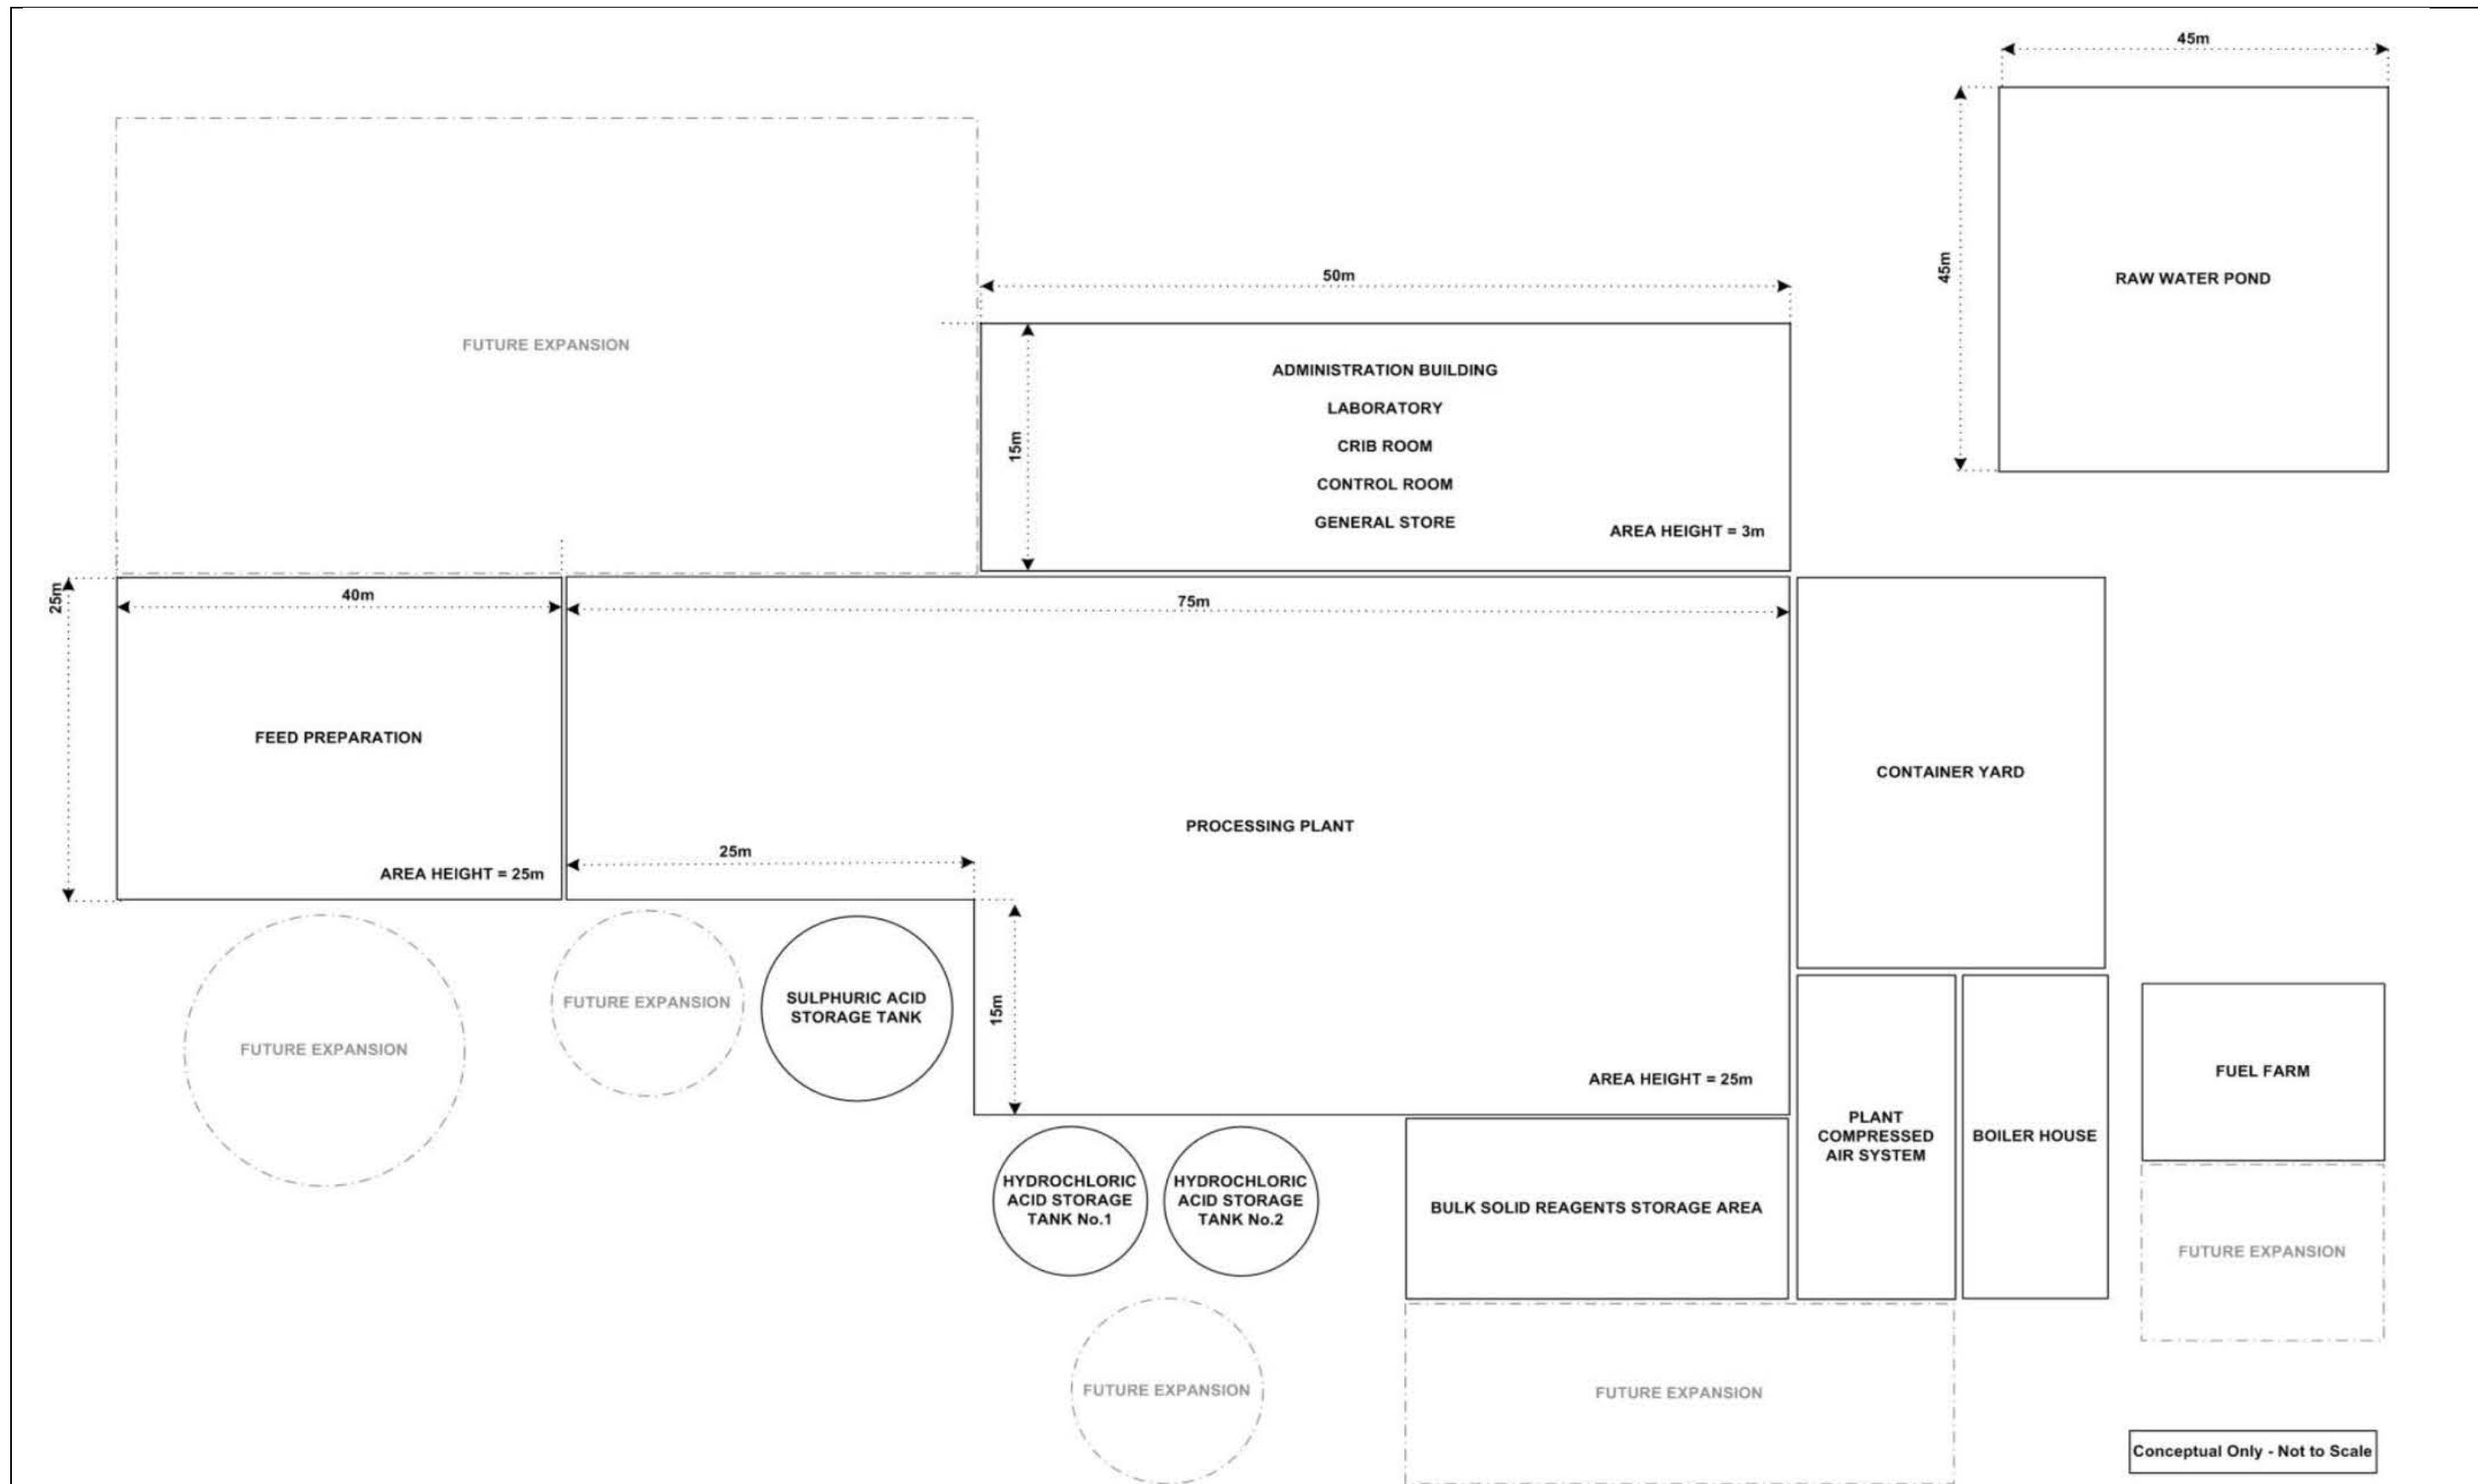 45m
45m
RAW WATER POND
50m
FUTURE EXPANSION
15m
ADMINISTRATION BUILDING
LABORATORY
CRIB ROOM
CONTROL ROOM
GENERAL STORE
AREA HEIGHT = 3m
25m
40m
75m
FEED PREPARATION
AREA HEIGHT = 25m
PROCESSING PLANT
25m
15m
AREA HEIGHT = 25m
CONTAINER YARD
FUTURE EXPANSION
FUTURE EXPANSION
SULPHURIC ACID
STORAGE TANK
PLANT
COMPRESSED
AIR SYSTEM
BOILER HOUSE
FUEL FARM
HYDROCHLORIC
ACID STORAGE
TANK No.1
HYDROCHLORIC
ACID STORAGE
TANK No.2
BULK SOLID REAGENTS STORAGE AREA
FUTURE EXPANSION
FUTURE EXPANSION
FUTURE EXPANSION
Conceptual Only - Not to Scale